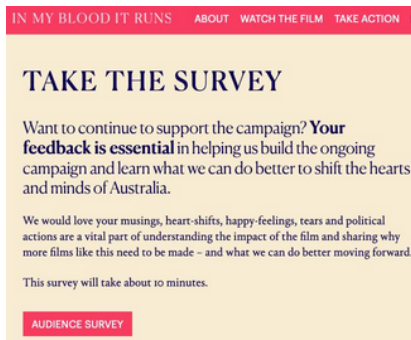 IN MY BLOOD IT RUNS ABOUT WATCH THE FILM TAKE ACTION
TAKE THE SURVEY
Want to continue to support the campaign? Your
feedback is essential in helping us build the ongoing
campaign and learn what we can do better to shift the hearts
and minds of Australia.
We would love your musings, heart-shifts, happy-feelings, tears and political
actions are a vital part of understanding the impact of the film and sharing why
more films like this need to be made – and what we can do better moving forward.
This survey will take about 10 minutes.
AUDIENCE SURVEY